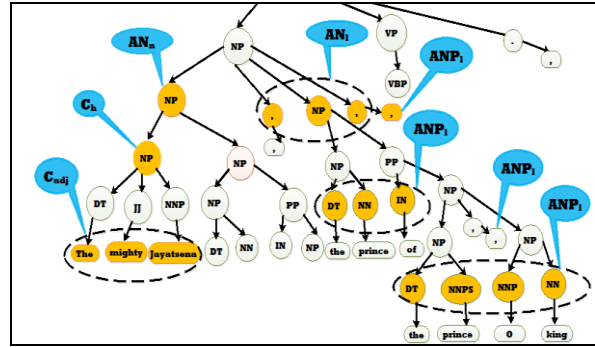 ANn NP ANl VP . ,
ANPl
NP , NP , , VBP
Ch
,
NP NP NP PP ANPl
Cadj
DT JJ NNP NP PP DT NN IN NP , , NP ANPl ANPl
The mighty Jayatsena DT NN IN NP the prince of NP
DT NNPS NNP NN
the prince O king